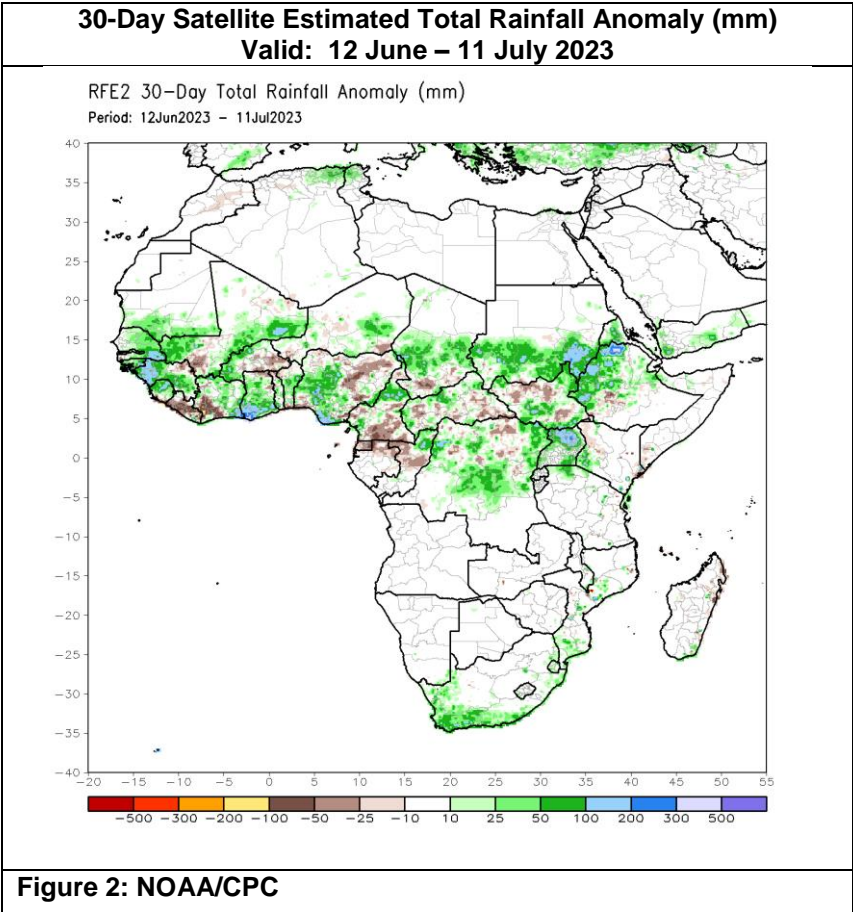 30-Day Satellite Estimated Total Rainfall Anomaly (mm)
Valid: 12 June – 11 July 2023
RFE2 30-Day Total Rainfall Anomaly (mm)
Period: 12Jun2023 - 11Jul2023
40
35
30
25
20
15
10
5
0
-5
-10
-15
-20
-25
-30
-35
-40
-20 -15 -10 -5 0 5 10 15 20 25 30 35 40 45 50 55
-500 -300 -200 -100 -50 -25 -10 10 25 50 100 200 300 500
Figure 2: NOAA/CPC